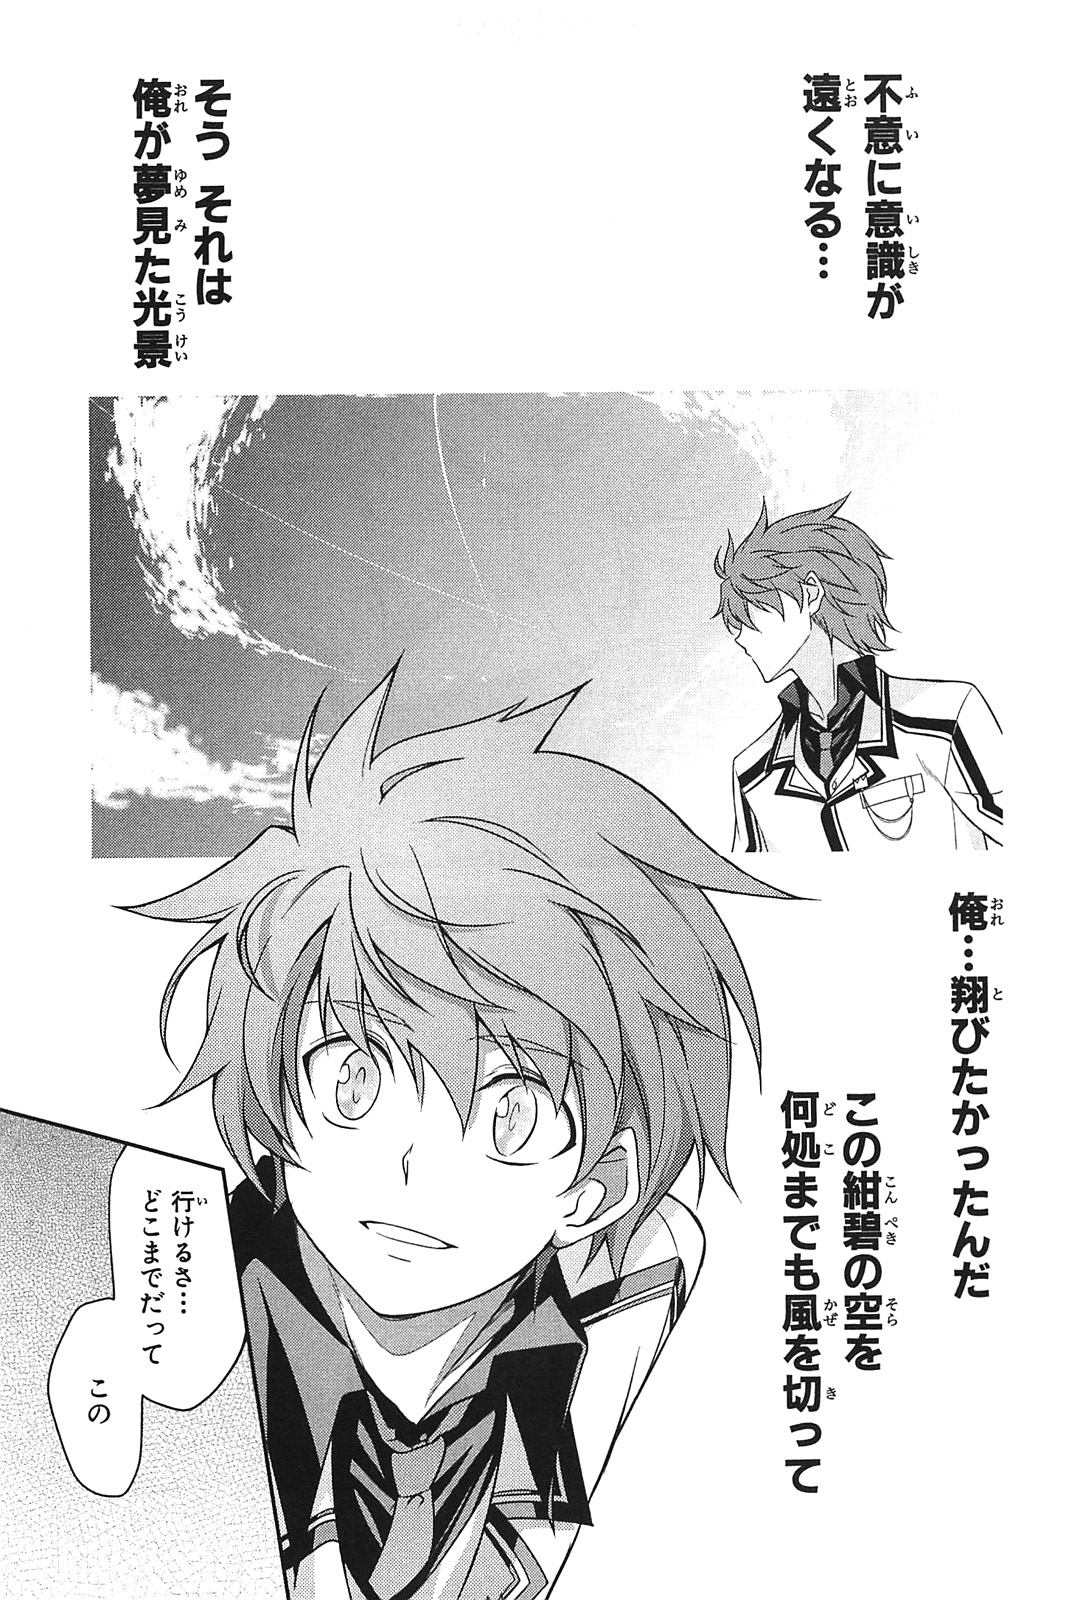 不意に意識が
遠くなる…
そう それは
俺が夢見た光景
俺…翔びたかったんだ
この紺碧の空を
何処までも風を切って
行けるさ…
どこまでだって
この